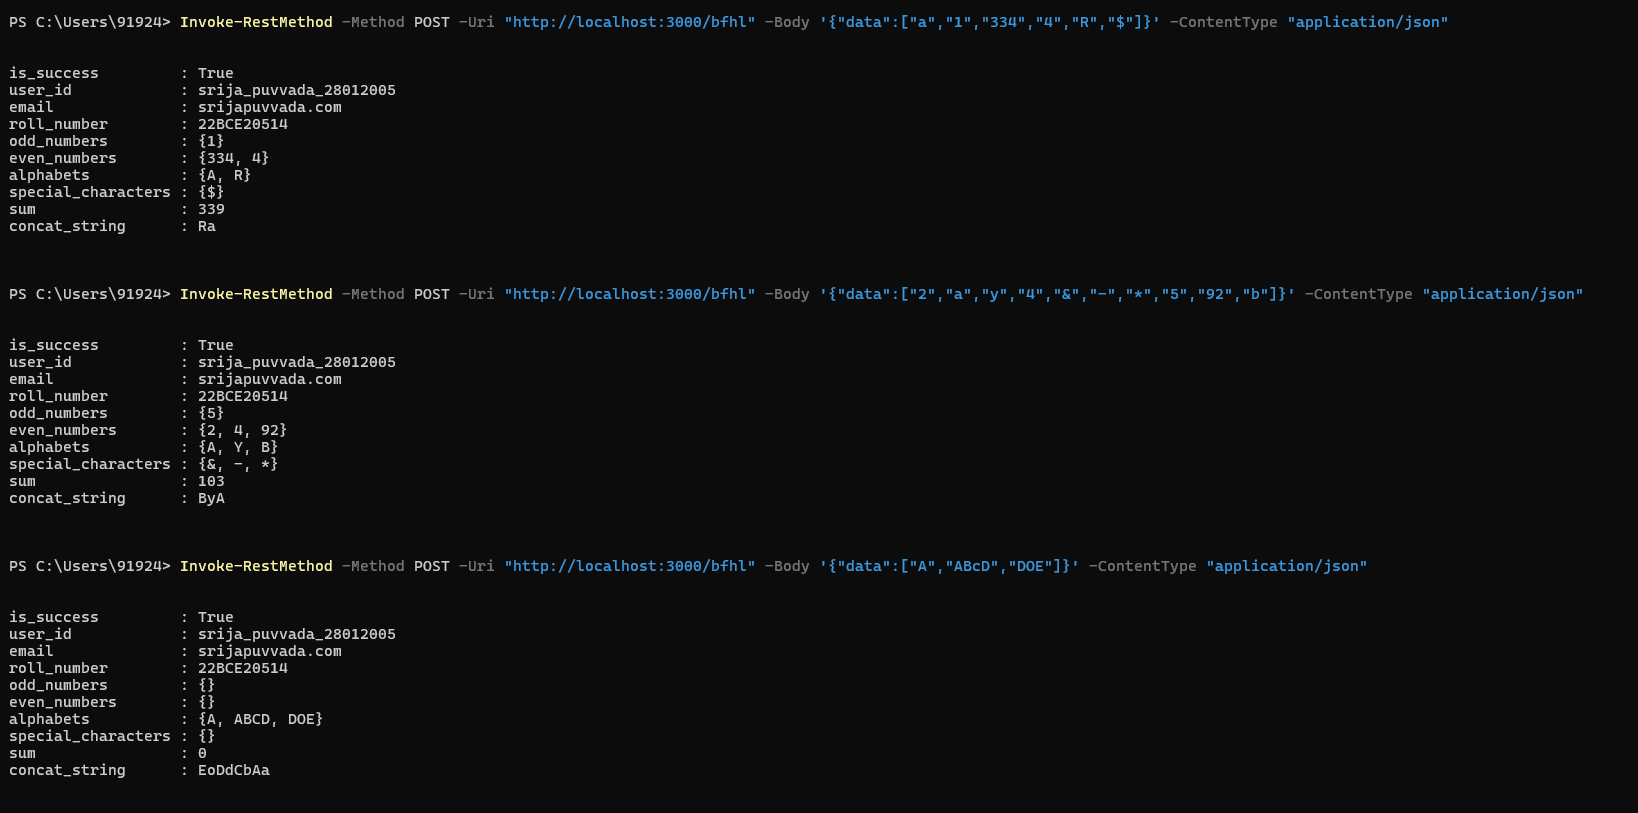 PS C:\Users\91924> Invoke-RestMethod -Method POST -Uri "http://localhost:3000/bfhl" -Body '{"data":["a","1","334","4","R","$"]}' -ContentType "application/json"
is_success : True
user_id : srija_puvvada_28012005
email : srijapuvvada.com
roll_number : 22BCE20514
odd_numbers : {1}
even_numbers : {334, 4}
alphabets : {A, R}
special_characters : {$}
sum : 339
concat_string : Ra
PS C:\Users\91924> Invoke-RestMethod -Method POST -Uri "http://localhost:3000/bfhl" -Body '{"data":["2","a","y","4","&","-","*","5","92","b"]}' -ContentType "application/json"
is_success : True
user_id : srija_puvvada_28012005
email : srijapuvvada.com
roll_number : 22BCE20514
odd_numbers : {5}
even_numbers : {2, 4, 92}
alphabets : {A, Y, B}
special_characters : {&, -, *}
sum : 103
concat_string : ByA
PS C:\Users\91924> Invoke-RestMethod -Method POST -Uri "http://localhost:3000/bfhl" -Body '{"data":["A","ABcD","DOE"]}' -ContentType "application/json"
is_success : True
user_id : srija_puvvada_28012005
email : srijapuvvada.com
roll_number : 22BCE20514
odd_numbers : {}
even_numbers : {}
alphabets : {A, ABCD, DOE}
special_characters : {}
sum : 0
concat_string : EoDdCbAa